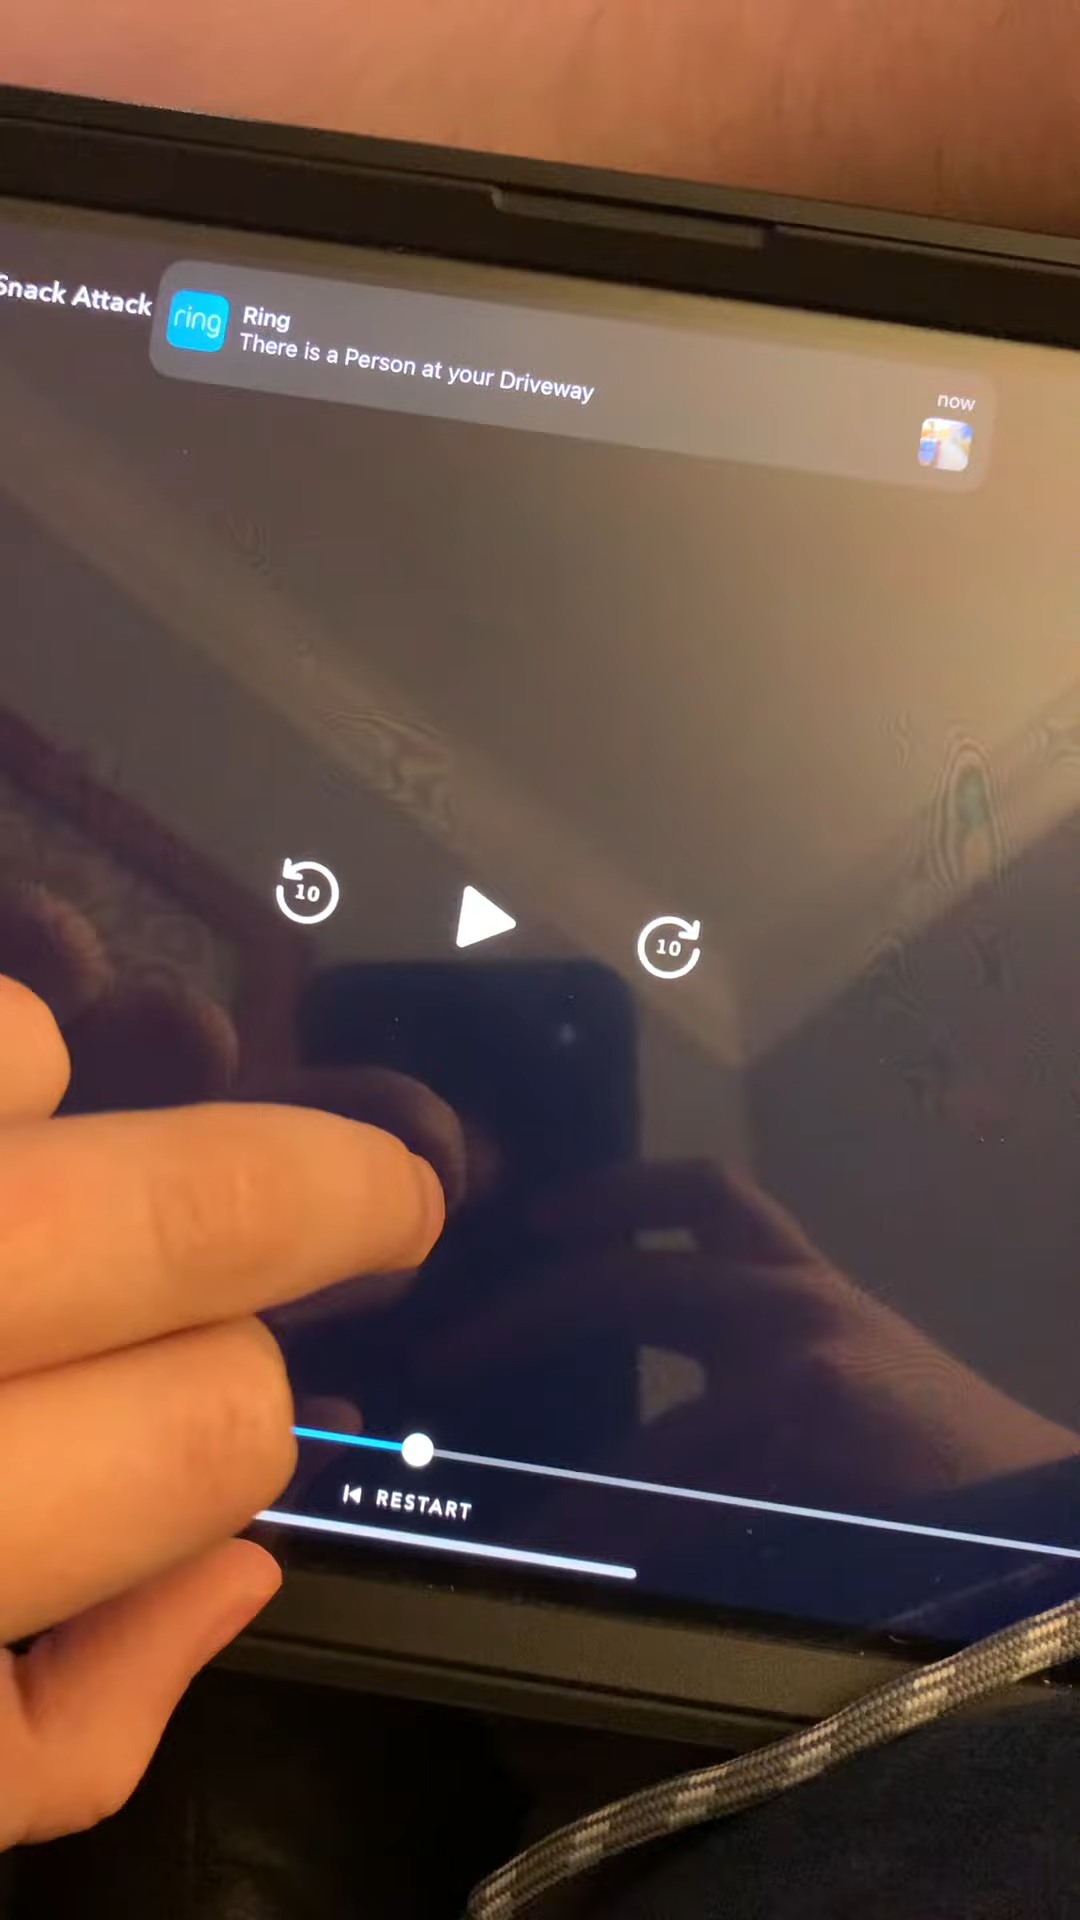 Snack Attack
ring
Ring
There is a Person at your Driveway
now
10
10
RESTART